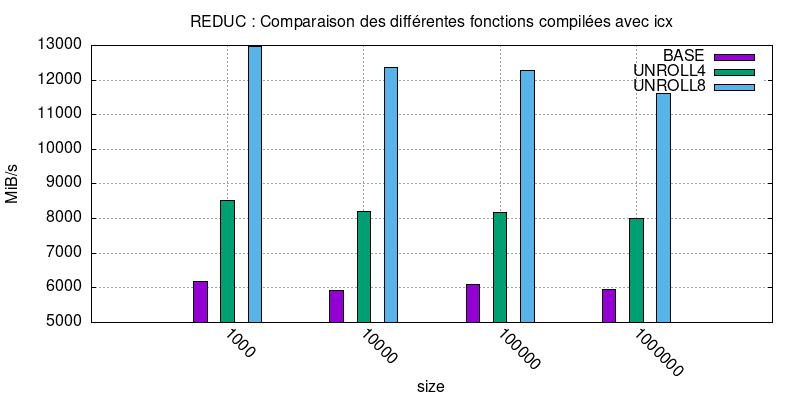 REDUC : Comparaison des différentes fonctions compilées avec icx
13000
12000
11000
10000
9000
8000
7000
6000
5000
MiB/s
BASE
UNROLL4
UNROLL8
1000
10000
100000
1000000
size